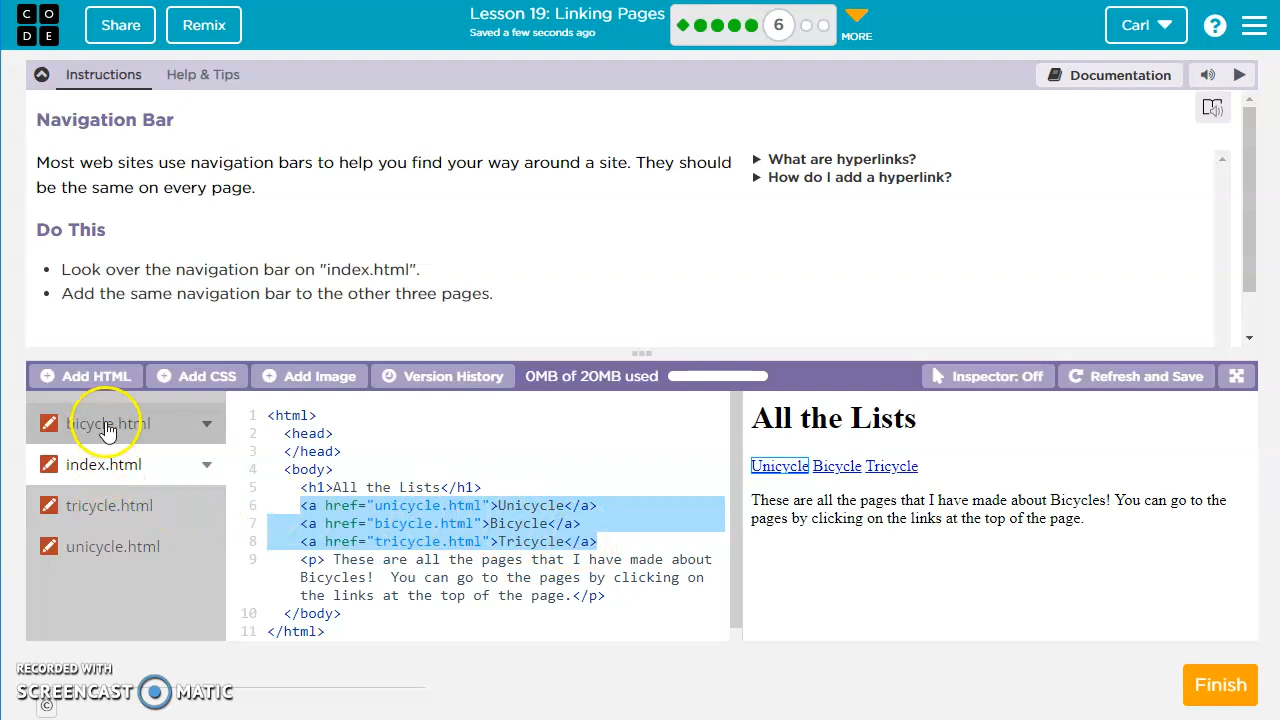 C O
D E
Share
Remix
Lesson 19: Linking Pages
Saved a few seconds ago
6
MORE
Carl
?
Instructions
Help & Tips
Documentation
Navigation Bar
Most web sites use navigation bars to help you find your way around a site. They should
be the same on every page.
What are hyperlinks?
How do I add a hyperlink?
Do This
• Look over the navigation bar on "index.html".
• Add the same navigation bar to the other three pages.
Add HTML
Add CSS
Add Image
Version History
0MB of 20MB used
Inspector: Off
Refresh and Save
bicycle.html
index.html
tricycle.html
unicycle.html
1 <html>
2 <head>
3 </head>
4 <body>
5 <h1>All the Lists</h1>
6 <a href="unicycle.html">Unicycle</a>
7 <a href="bicycle.html">Bicycle</a>
8 <a href="tricycle.html">Tricycle</a>
9 <p> These are all the pages that I have made about
Bicycles!  You can go to the pages by clicking on
the links at the top of the page.</p>
10 </body>
11 </html>
All the Lists
Unicycle Bicycle Tricycle
These are all the pages that I have made about Bicycles! You can go to the
pages by clicking on the links at the top of the page.
RECORDED WITH
SCREENCAST MATIC
©
Finish